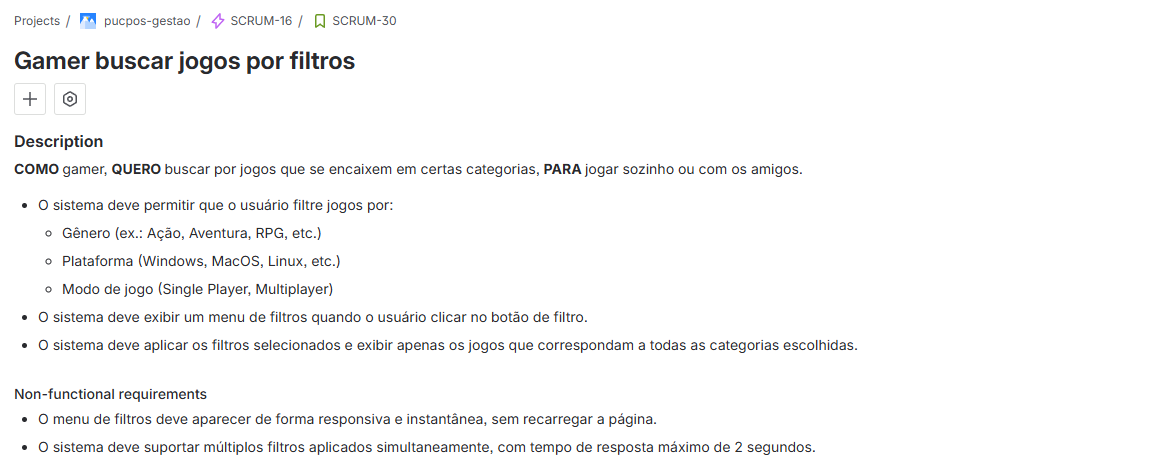 Projects / pucpos-gestao / SCRUM-16 / SCRUM-30
Gamer buscar jogos por filtros
Description
COMO gamer, QUERO buscar por jogos que se encaixem em certas categorias, PARA jogar sozinho ou com os amigos.
O sistema deve permitir que o usuário filtre jogos por:
Gênero (ex.: Ação, Aventura, RPG, etc.)
Plataforma (Windows, MacOS, Linux, etc.)
Modo de jogo (Single Player, Multiplayer)
O sistema deve exibir um menu de filtros quando o usuário clicar no botão de filtro.
O sistema deve aplicar os filtros selecionados e exibir apenas os jogos que correspondam a todas as categorias escolhidas.
Non-functional requirements
O menu de filtros deve aparecer de forma responsiva e instantânea, sem recarregar a página.
O sistema deve suportar múltiplos filtros aplicados simultaneamente, com tempo de resposta máximo de 2 segundos.